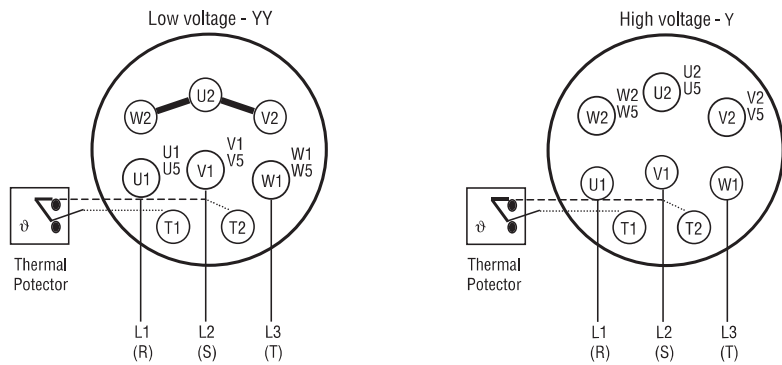 Low voltage - YY
U2
W2
V2
U1
U5
V1
V5
W1
W5
U1
V1
W1
T1
T2
ϑ
Thermal
Potector
L1
(R)
L2
(S)
L3
(T)
High voltage - Y
U2
U5
W2
W5
V2
V5
U2
W2
V2
U1
V1
W1
T1
T2
ϑ
Thermal
Potector
L1
(R)
L2
(S)
L3
(T)